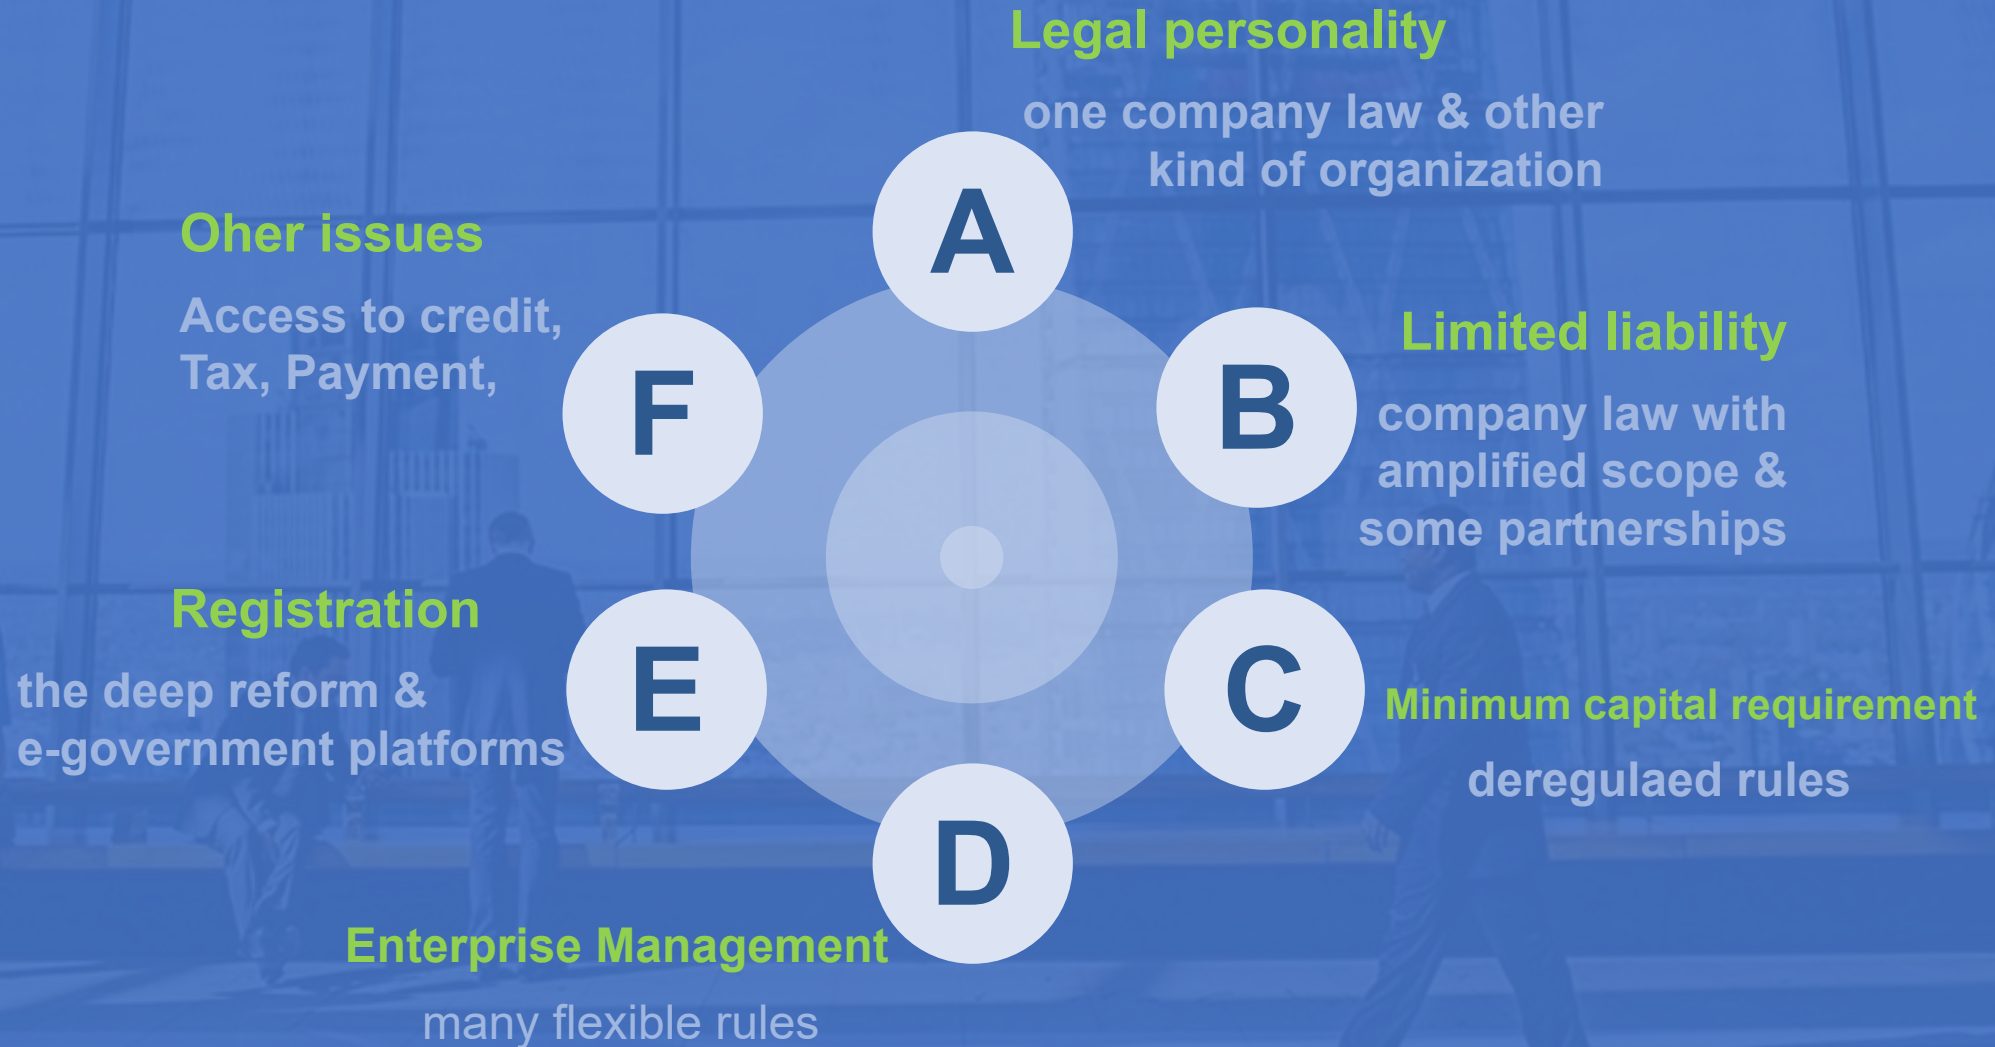 A
Legal personality
one company law & other
kind of organization
B
Limited liability
company law with
amplified scope &
some partnerships
C
Minimum capital requirement
deregulaed rules
D
Enterprise Management
many flexible rules
E
Registration
the deep reform &
e-government platforms
F
Oher issues
Access to credit,
Tax, Payment,